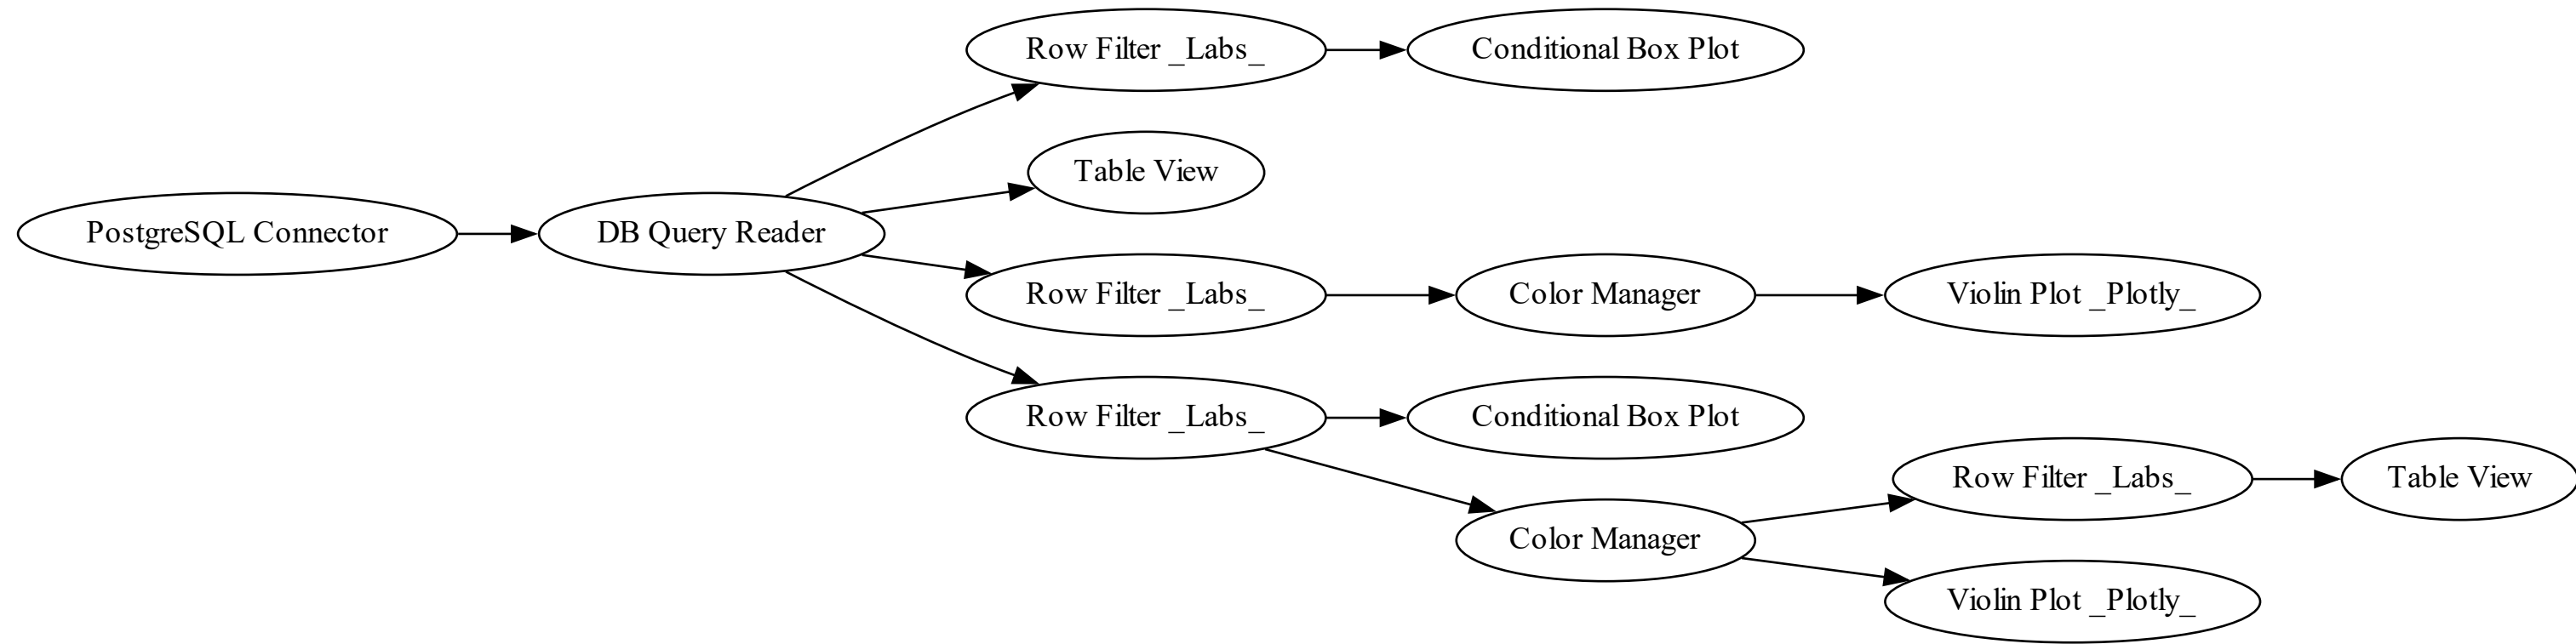 Row Filter _Labs_
Conditional Box Plot
Table View
PostgreSQL Connector
DB Query Reader
Row Filter _Labs_
Color Manager
Violin Plot _Plotly_
Row Filter _Labs_
Conditional Box Plot
Row Filter _Labs_
Table View
Color Manager
Violin Plot _Plotly_